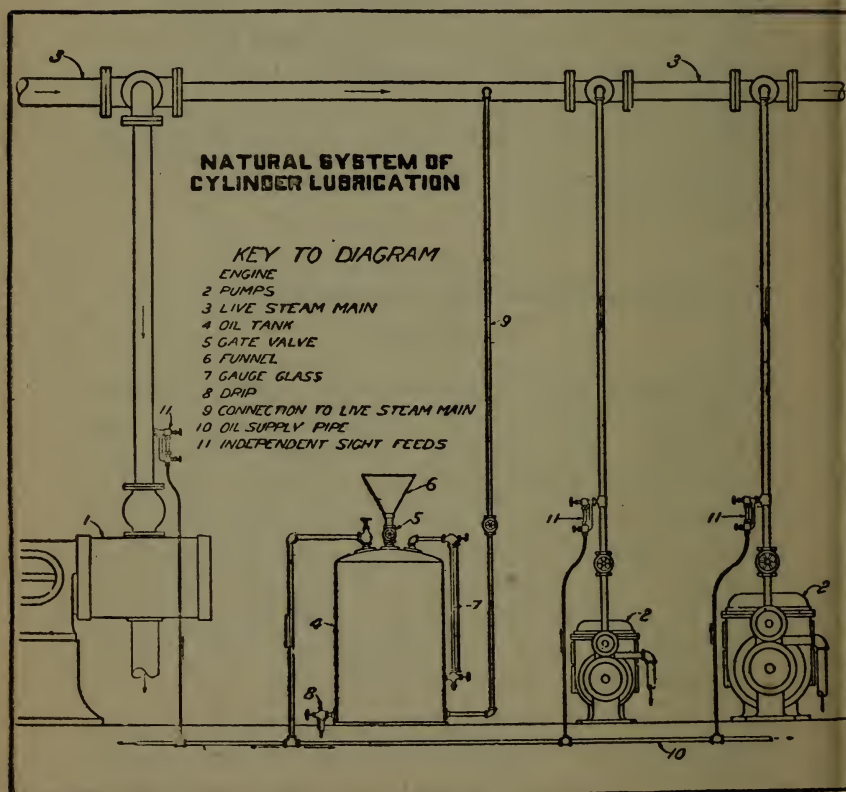 3
3
NATURAL SYSTEM OF
CYLINDER LUBRICATION
KEY TO DIAGRAM
ENGINE
2 PUMPS
3 LIVE STEAM MAIN
4 OIL TANK
5 GATE VALVE
6 FUNNEL
7 GAUGE GLASS
8 DRIP
9 CONNECTION TO LIVE STEAM MAIN
10 OIL SUPPLY PIPE
11 INDEPENDENT SIGHT FEEDS
9
11
6
5
1
11
11
7
4
2
2
8
10